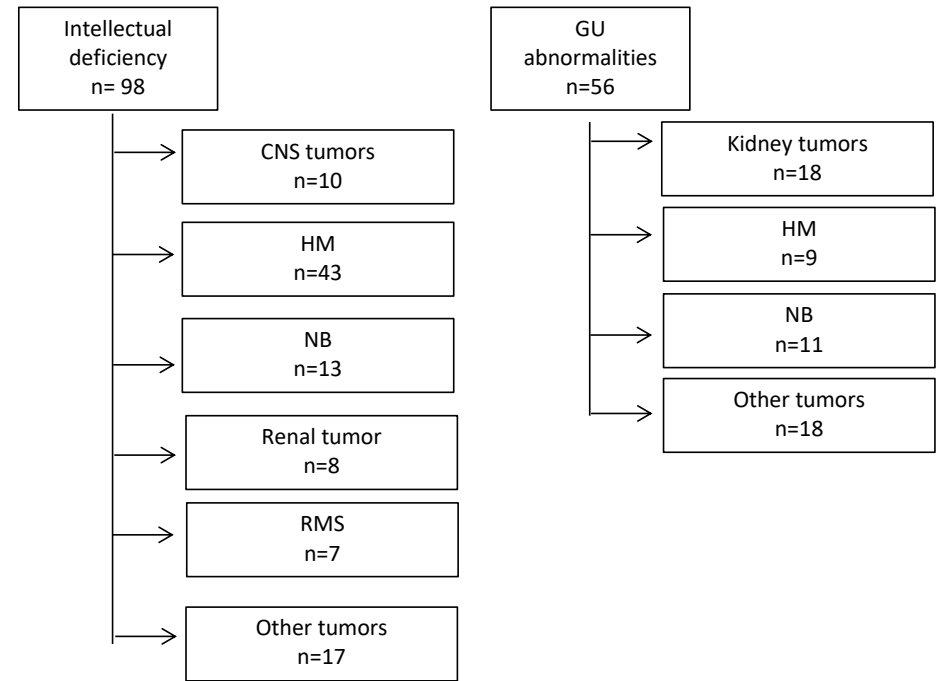 Intellectual
deficiency
n= 98
CNS tumors
n=10
HM
n=43
NB
n=13
Renal tumor
n=8
RMS
n=7
Other tumors
n=17
GU
abnormalities
n=56
Kidney tumors
n=18
HM
n=9
NB
n=11
Other tumors
n=18